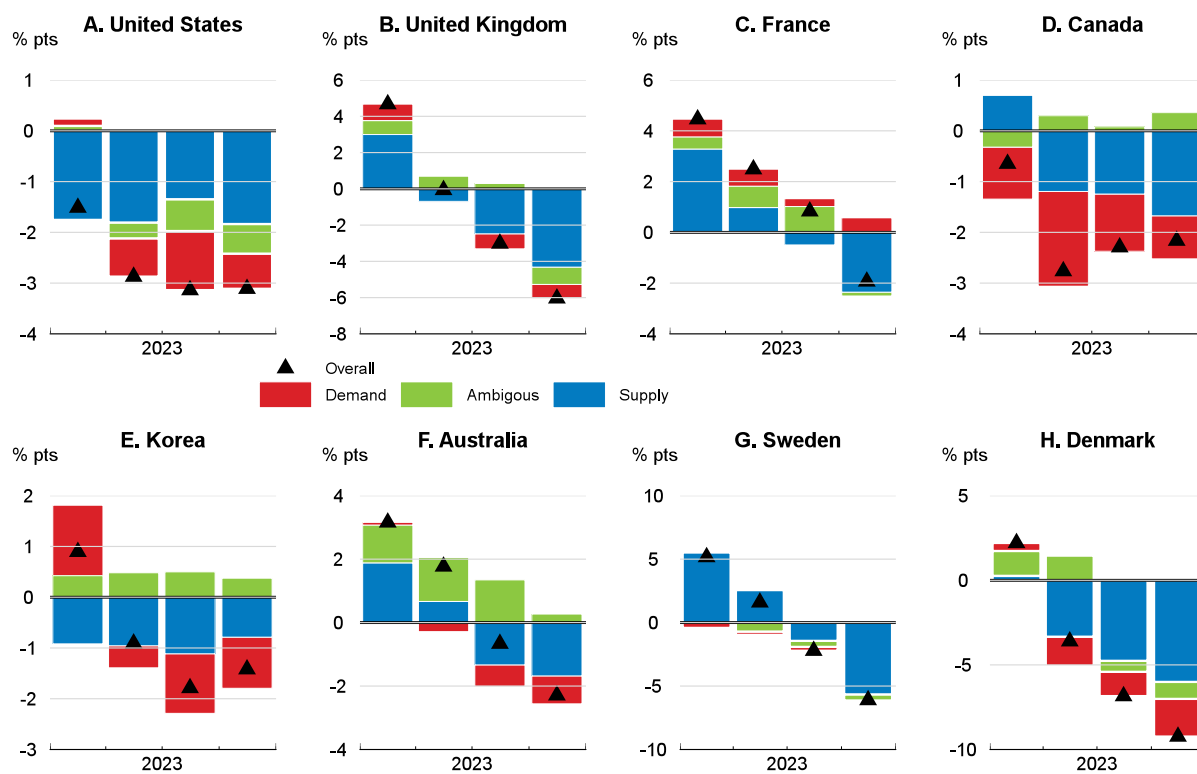 A. United States
B. United Kingdom
C. France
D. Canada
% pts
% pts
% pts
% pts
1
0
-1
-2
-3
-4
6
4
2
0
-2
-4
-6
-8
6
4
2
0
-2
-4
1
0
-1
-2
-3
-4
2023
2023
2023
2023
Overall
Demand
Ambigous
Supply
E. Korea
F. Australia
G. Sweden
H. Denmark
% pts
% pts
% pts
% pts
2
1
0
-1
-2
-3
4
2
0
-2
-4
10
5
0
-5
-10
5
0
-5
-10
2023
2023
2023
2023